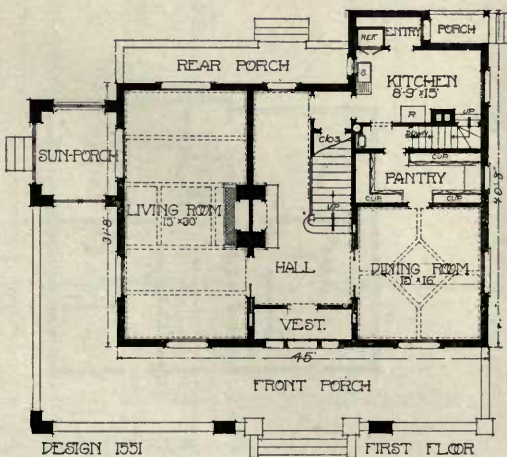 ENTRY
PORCH
REF.
REAR PORCH
KITCHEN
8-9"×15'
S
R
UP
CLOS
DOWN
CUP
PANTRY
CUP
CUP
SUN-PORCH
31'-8"
40'-8"
LIVING ROOM
15'×30'
UP
HALL
DINING ROOM
15'×16'
VEST.
45'
FRONT PORCH
DESIGN 1551
FIRST FLOOR